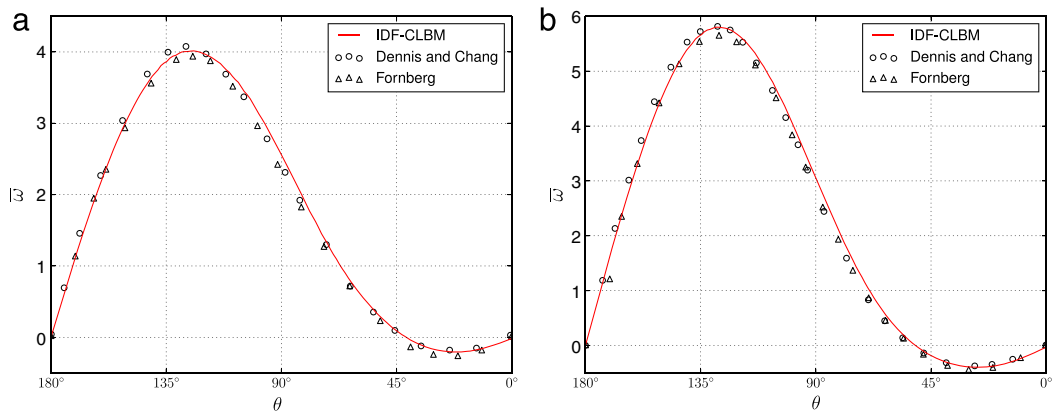 a
IDF-CLBM
Dennis and Chang
Fornberg
4
3
2
1
0
ω̅
180° 135° 90° 45° 0°
θ
b
IDF-CLBM
Dennis and Chang
Fornberg
6
5
4
3
2
1
0
ω̅
180° 135° 90° 45° 0°
θ